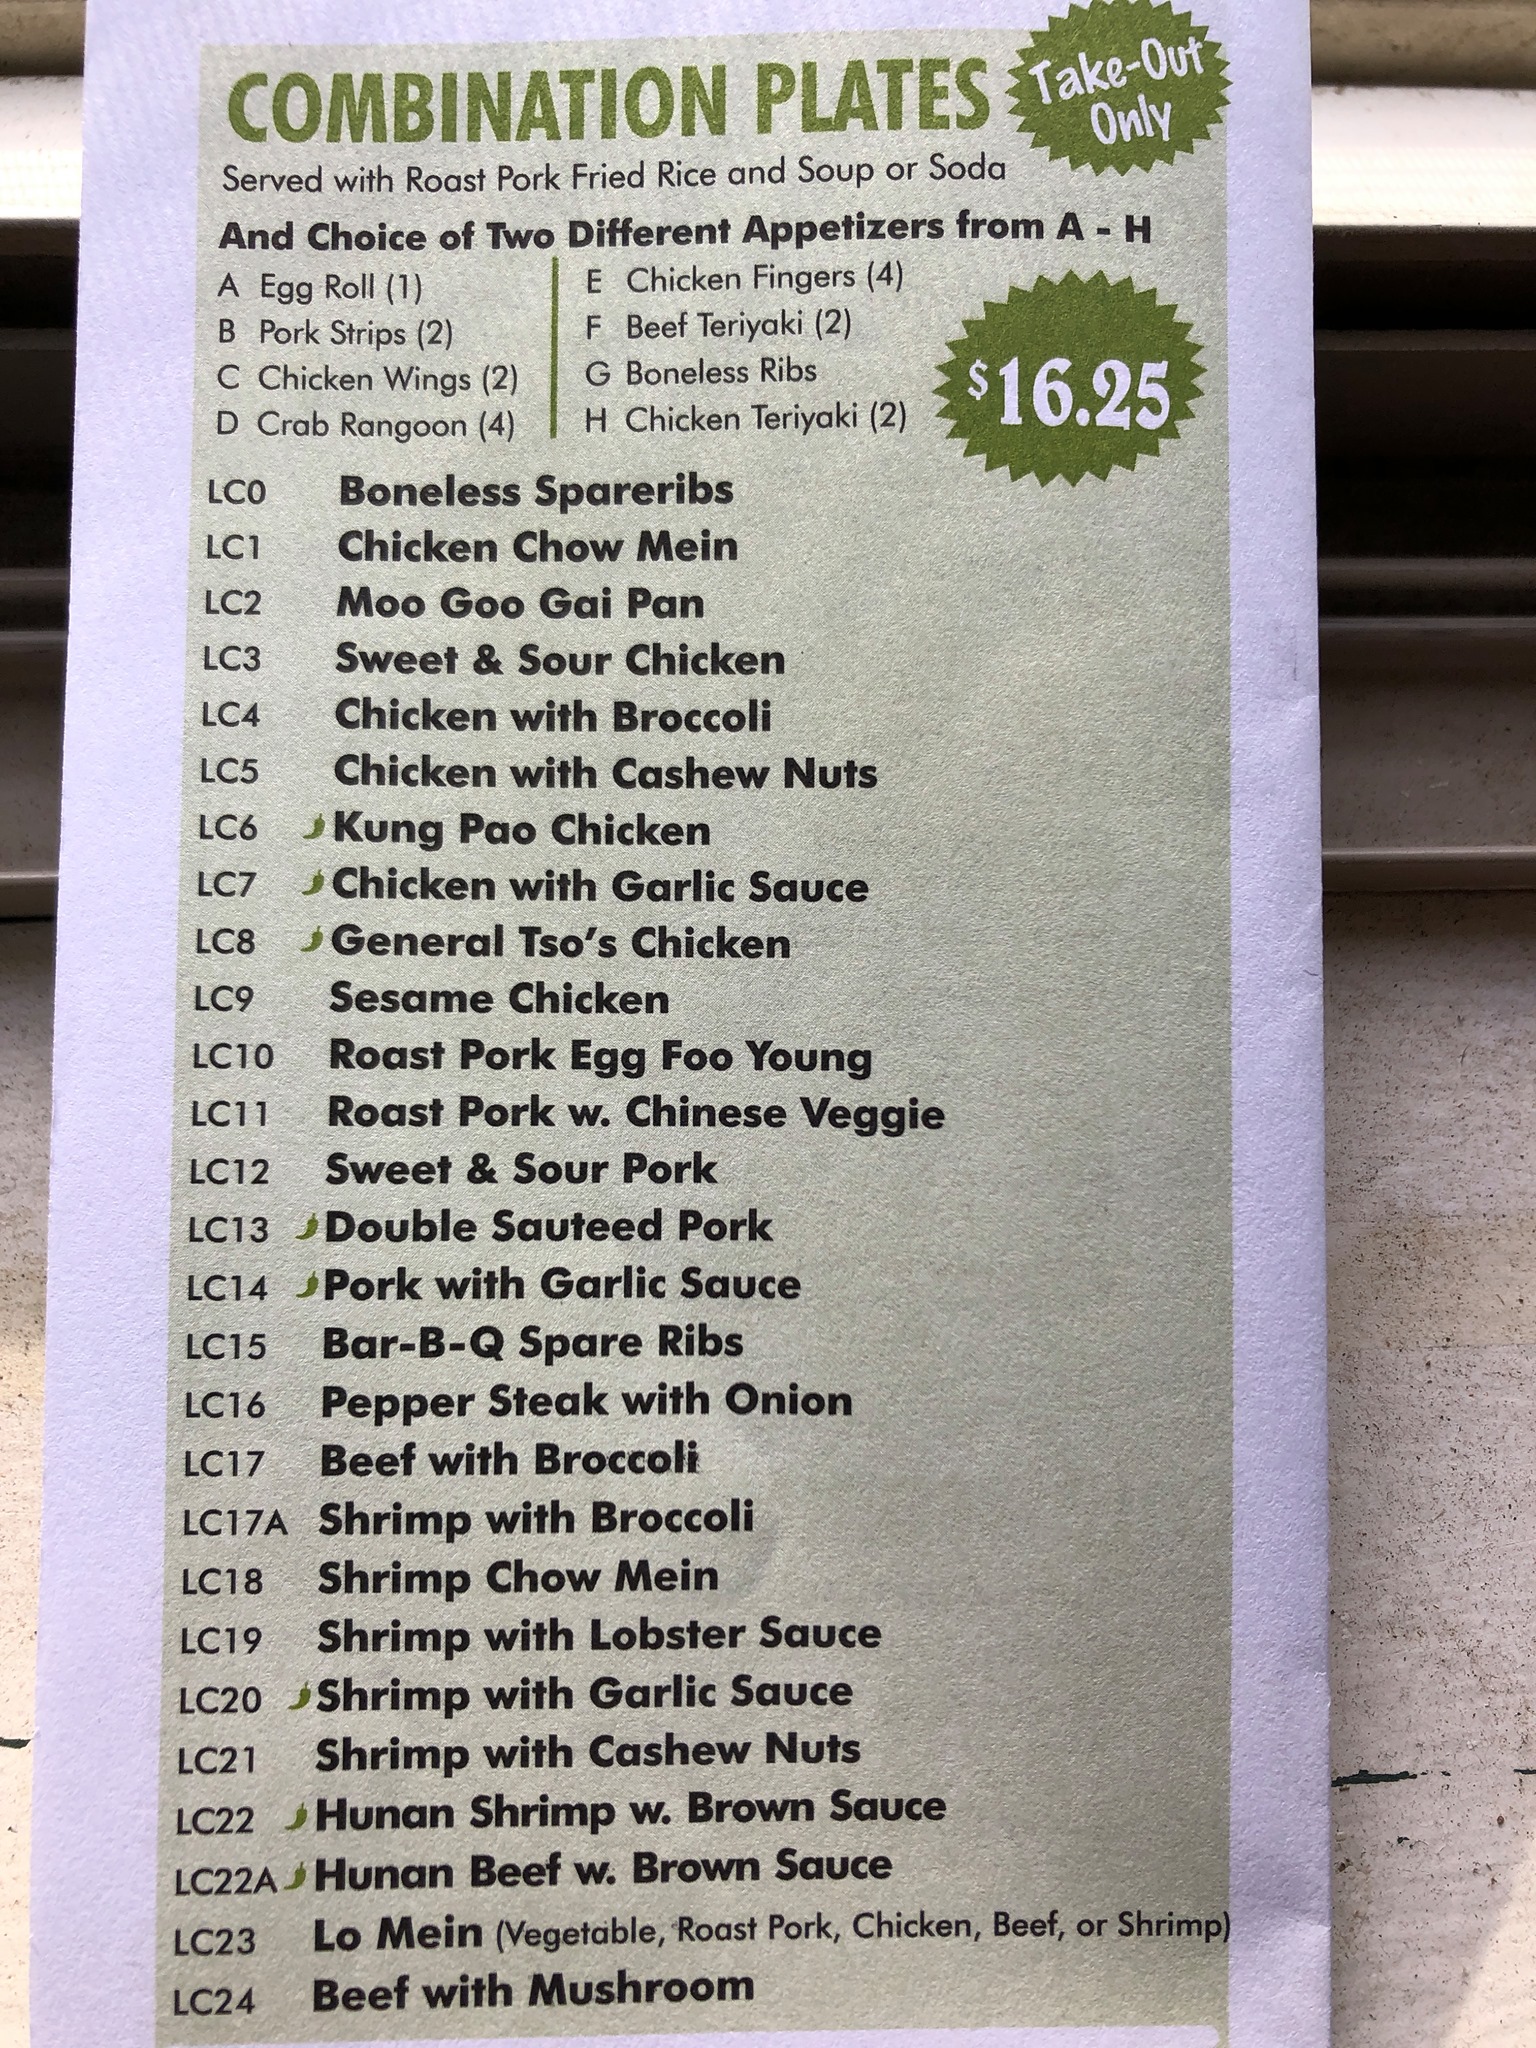 COMBINATION PLATES
Take-Out
Only
Served with Roast Pork Fried Rice and Soup or Soda
And Choice of Two Different Appetizers from A - H
A Egg Roll (1)
B Pork Strips (2)
C Chicken Wings (2)
D Crab Rangoon (4)
E Chicken Fingers (4)
F Beef Teriyaki (2)
G Boneless Ribs
H Chicken Teriyaki (2)
$16.25
LC0 Boneless Spareribs
LC1 Chicken Chow Mein
LC2 Moo Goo Gai Pan
LC3 Sweet & Sour Chicken
LC4 Chicken with Broccoli
LC5 Chicken with Cashew Nuts
LC6 Kung Pao Chicken
LC7 Chicken with Garlic Sauce
LC8 General Tso's Chicken
LC9 Sesame Chicken
LC10 Roast Pork Egg Foo Young
LC11 Roast Pork w. Chinese Veggie
LC12 Sweet & Sour Pork
LC13 Double Sauteed Pork
LC14 Pork with Garlic Sauce
LC15 Bar-B-Q Spare Ribs
LC16 Pepper Steak with Onion
LC17 Beef with Broccoli
LC17A Shrimp with Broccoli
LC18 Shrimp Chow Mein
LC19 Shrimp with Lobster Sauce
LC20 Shrimp with Garlic Sauce
LC21 Shrimp with Cashew Nuts
LC22 Hunan Shrimp w. Brown Sauce
LC22A Hunan Beef w. Brown Sauce
LC23 Lo Mein (Vegetable, Roast Pork, Chicken, Beef, or Shrimp)
LC24 Beef with Mushroom